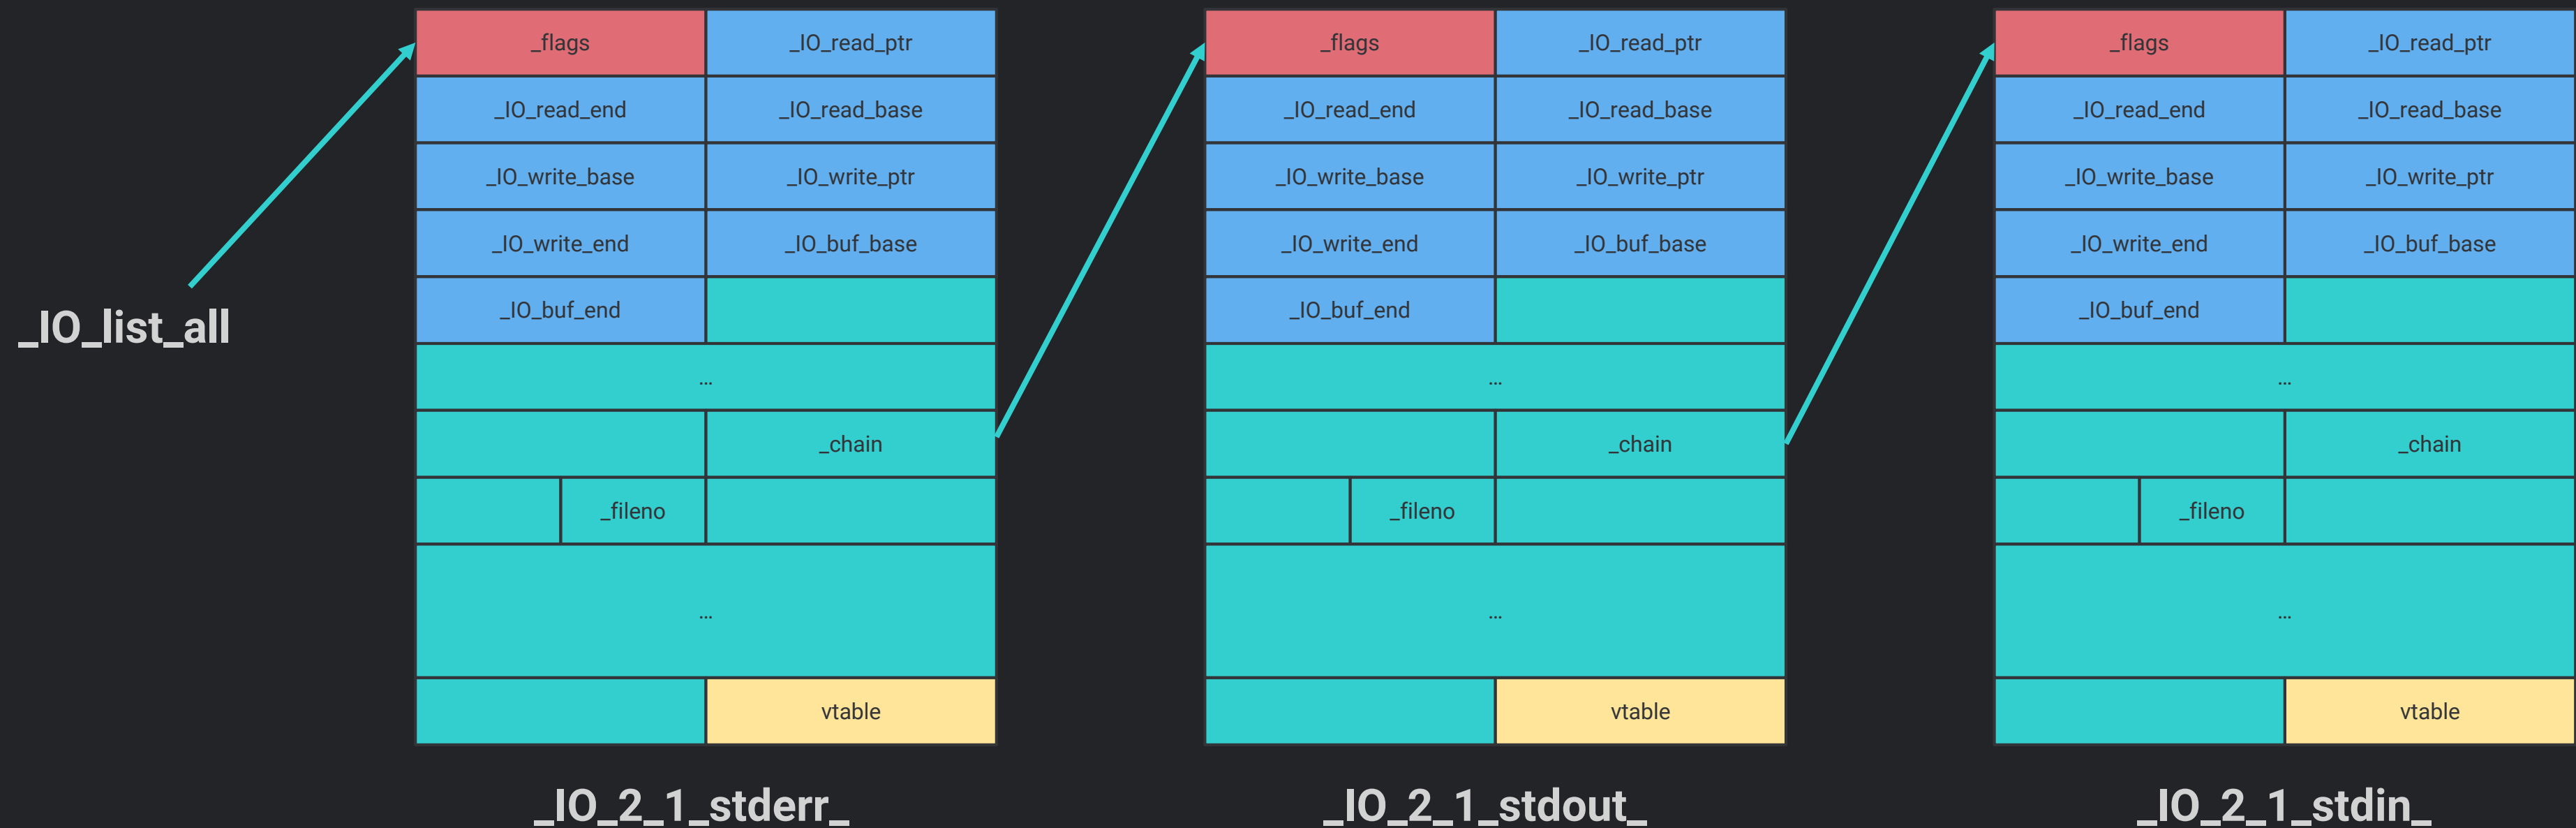 _IO_list_all
_flags _IO_read_ptr
_IO_read_end _IO_read_base
_IO_write_base _IO_write_ptr
_IO_write_end _IO_buf_base
_IO_buf_end
...
_chain
_fileno
...
vtable
_IO_2_1_stderr_
_flags _IO_read_ptr
_IO_read_end _IO_read_base
_IO_write_base _IO_write_ptr
_IO_write_end _IO_buf_base
_IO_buf_end
...
_chain
_fileno
...
vtable
_IO_2_1_stdout_
_flags _IO_read_ptr
_IO_read_end _IO_read_base
_IO_write_base _IO_write_ptr
_IO_write_end _IO_buf_base
_IO_buf_end
...
_chain
_fileno
...
vtable
_IO_2_1_stdin_